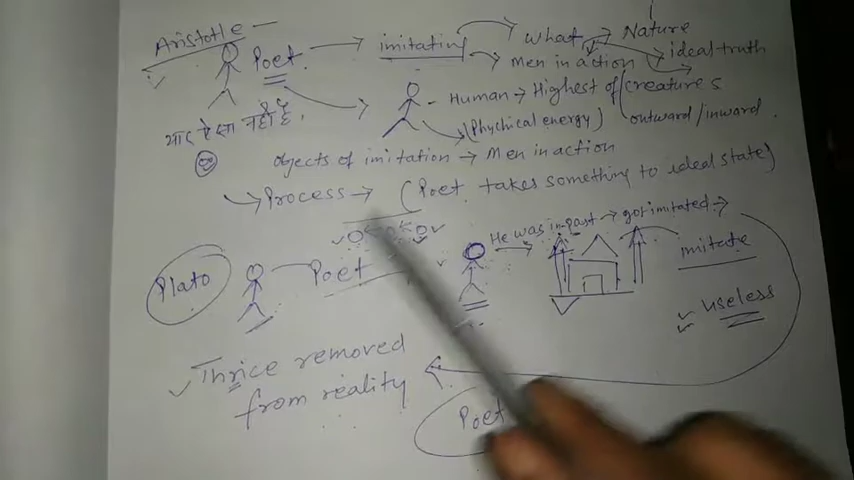 Aristotle —
Poet → imitating → what → Nature
Men in action → ideal-truth
Human → Highest of creatures
(Phychical energy) outward/inward
objects of imitation → Men in action
Process → (Poet takes something to ideal state)
He was in past → got imitated →
Plato Poet imitate
useless
Thrice removed
from reality
Poet